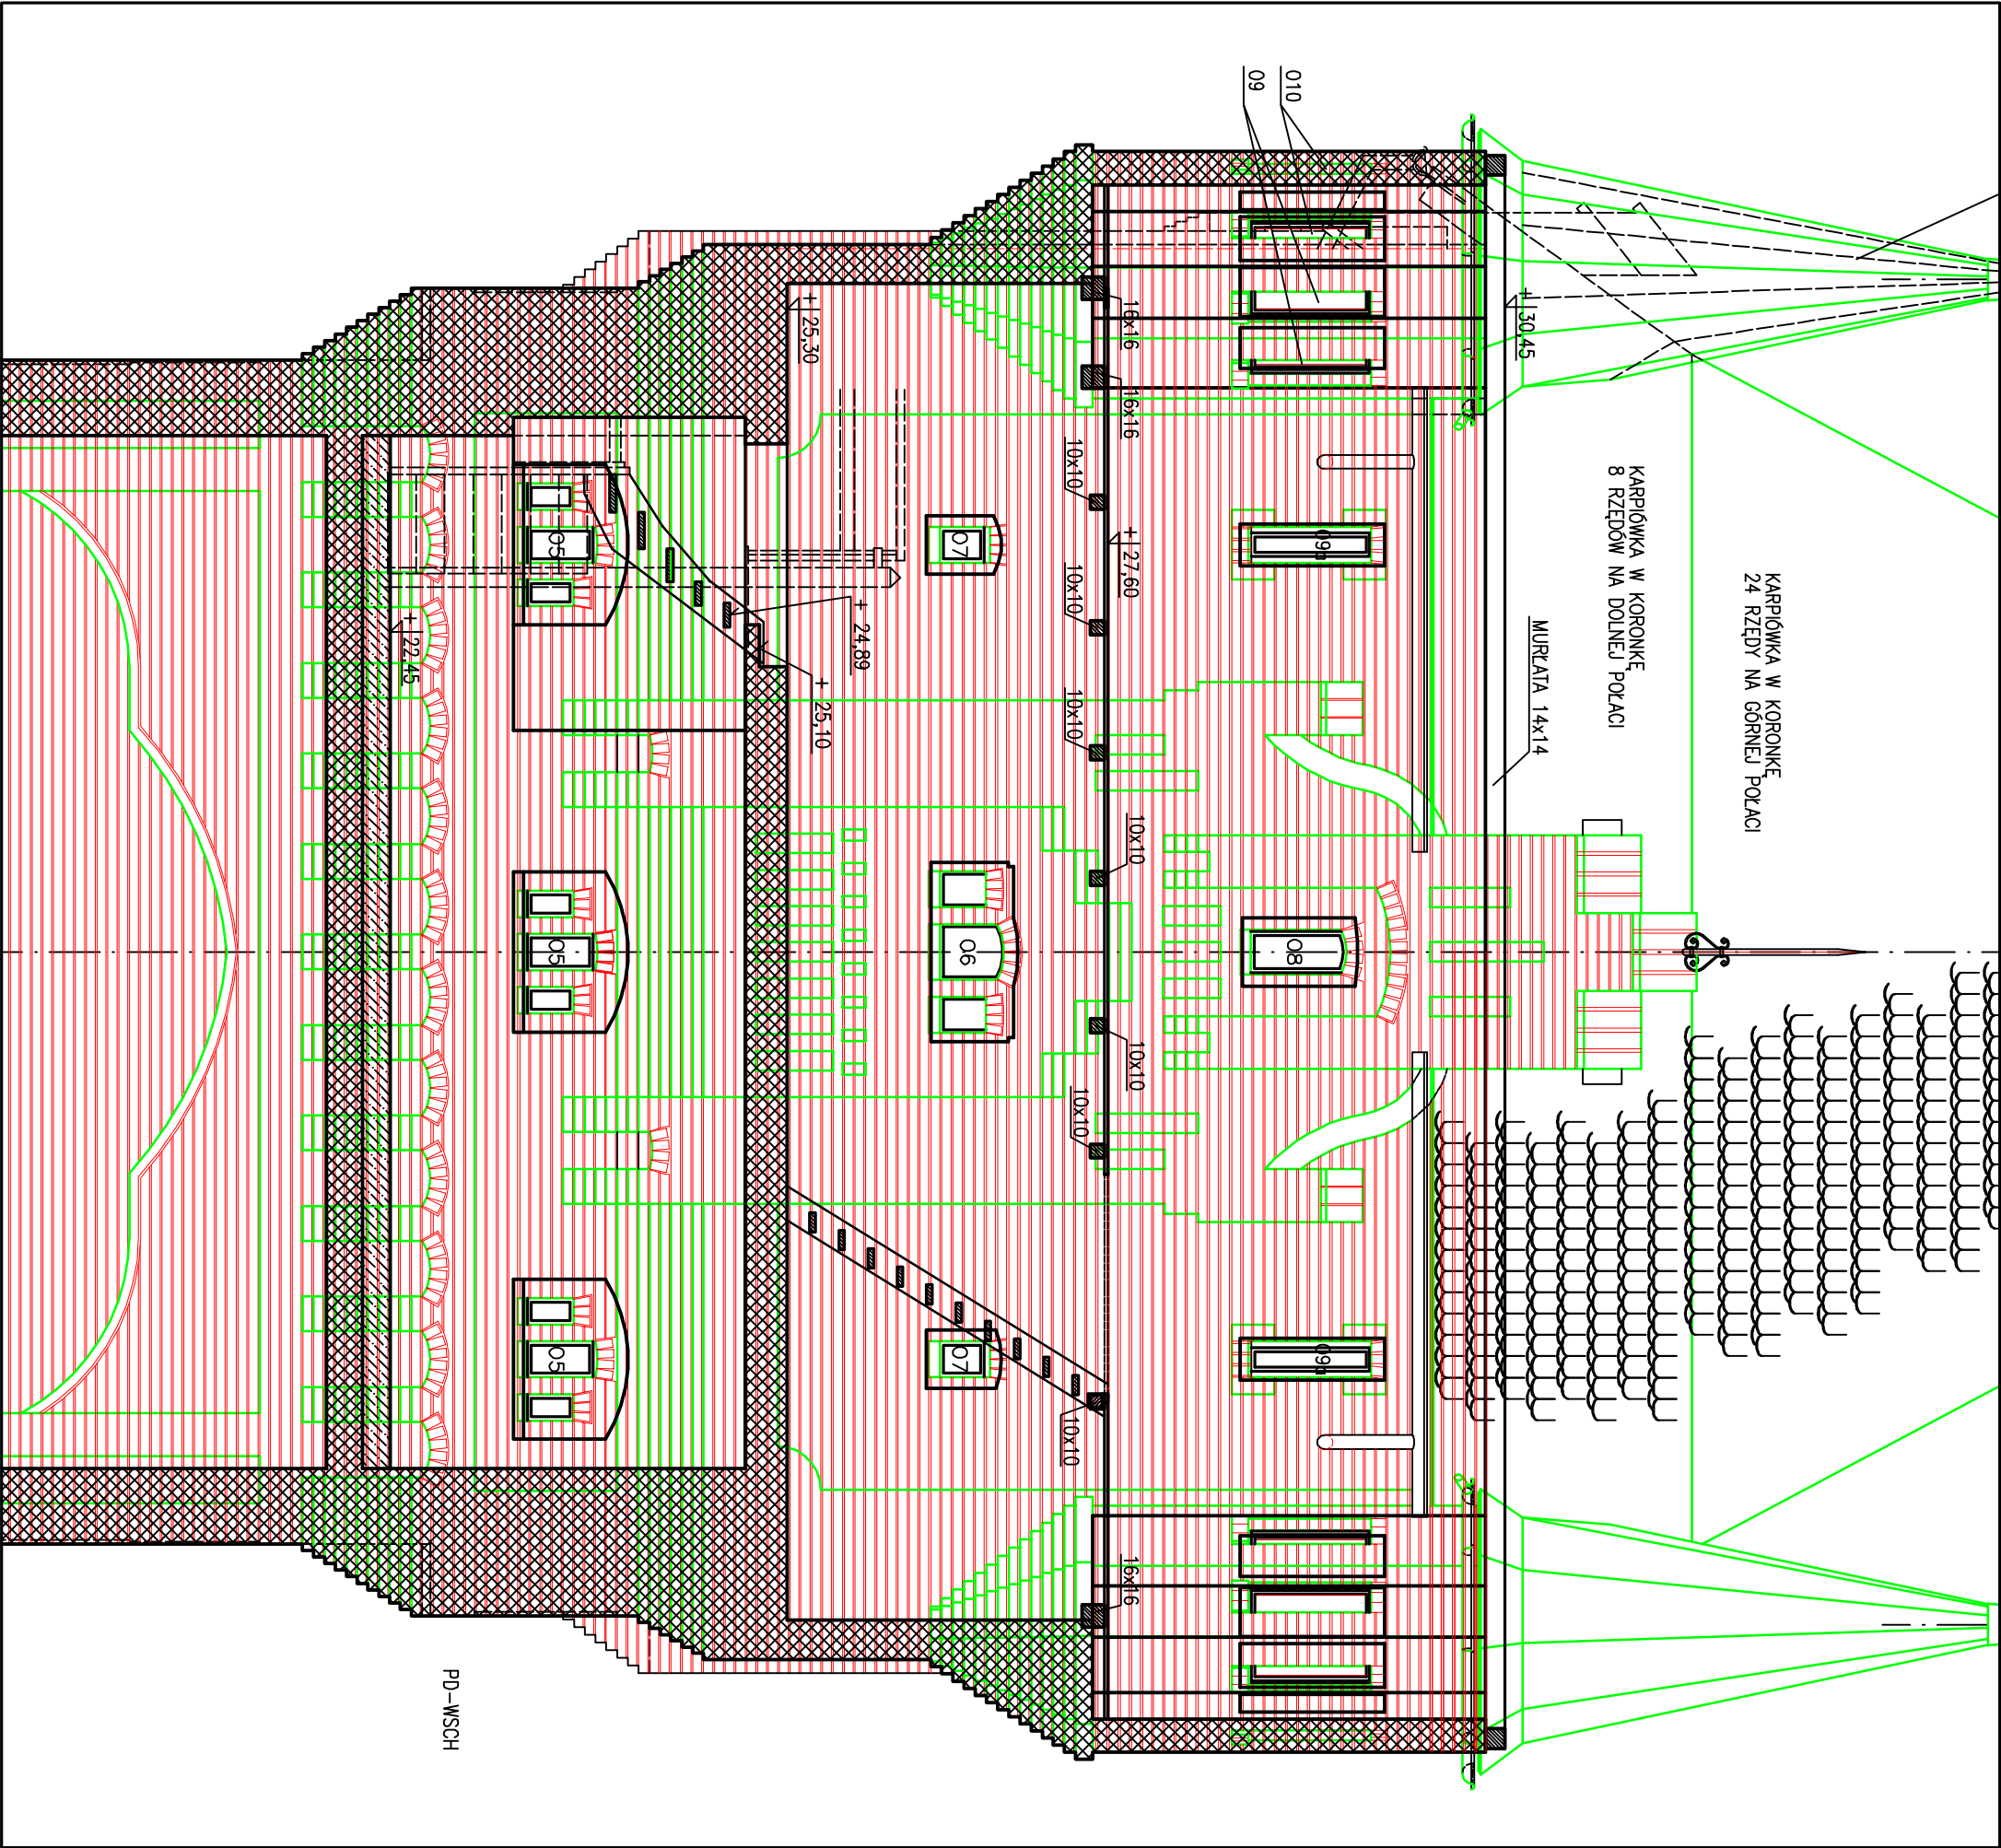 KARPIÓWKA W KORONKĘ
24 RZĘDY NA GÓRNEJ POŁACI
KARPIÓWKA W KORONKĘ
8 RZĘDÓW NA DOLNEJ POŁACI
MURŁATA 14x14
+ 30,45
O9a
O9a
O10
O8
O9
16x16
16x16
+ 27,60
10x10
10x10
16x16
10x10
10x10
10x10
10x10
10x10
O7
O6
O7
+ 24,89
+ 25,10
+ 25,30
O5
O5
O5
PD-WSCH
+ 22,45